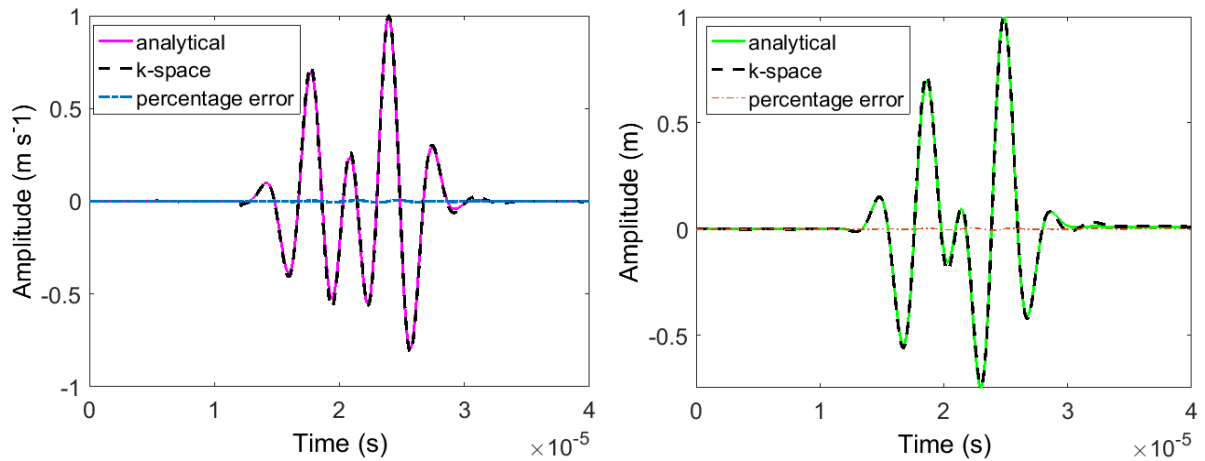 1
analytical
k-space
percentage error
0.5
0
-0.5
-1
Amplitude (m s-1)
0
1
2
3
4
Time (s)
×10-5
1
analytical
k-space
percentage error
0.5
0
-0.5
Amplitude (m)
0
1
2
3
4
Time (s)
×10-5